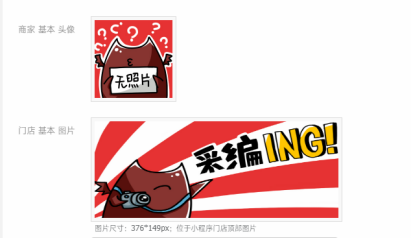 商家 基本 头像
? ? ? ? ?
无照片
门店 基本 图片
采编ING!
图片尺寸：376*149px；位于小程序门店顶部图片